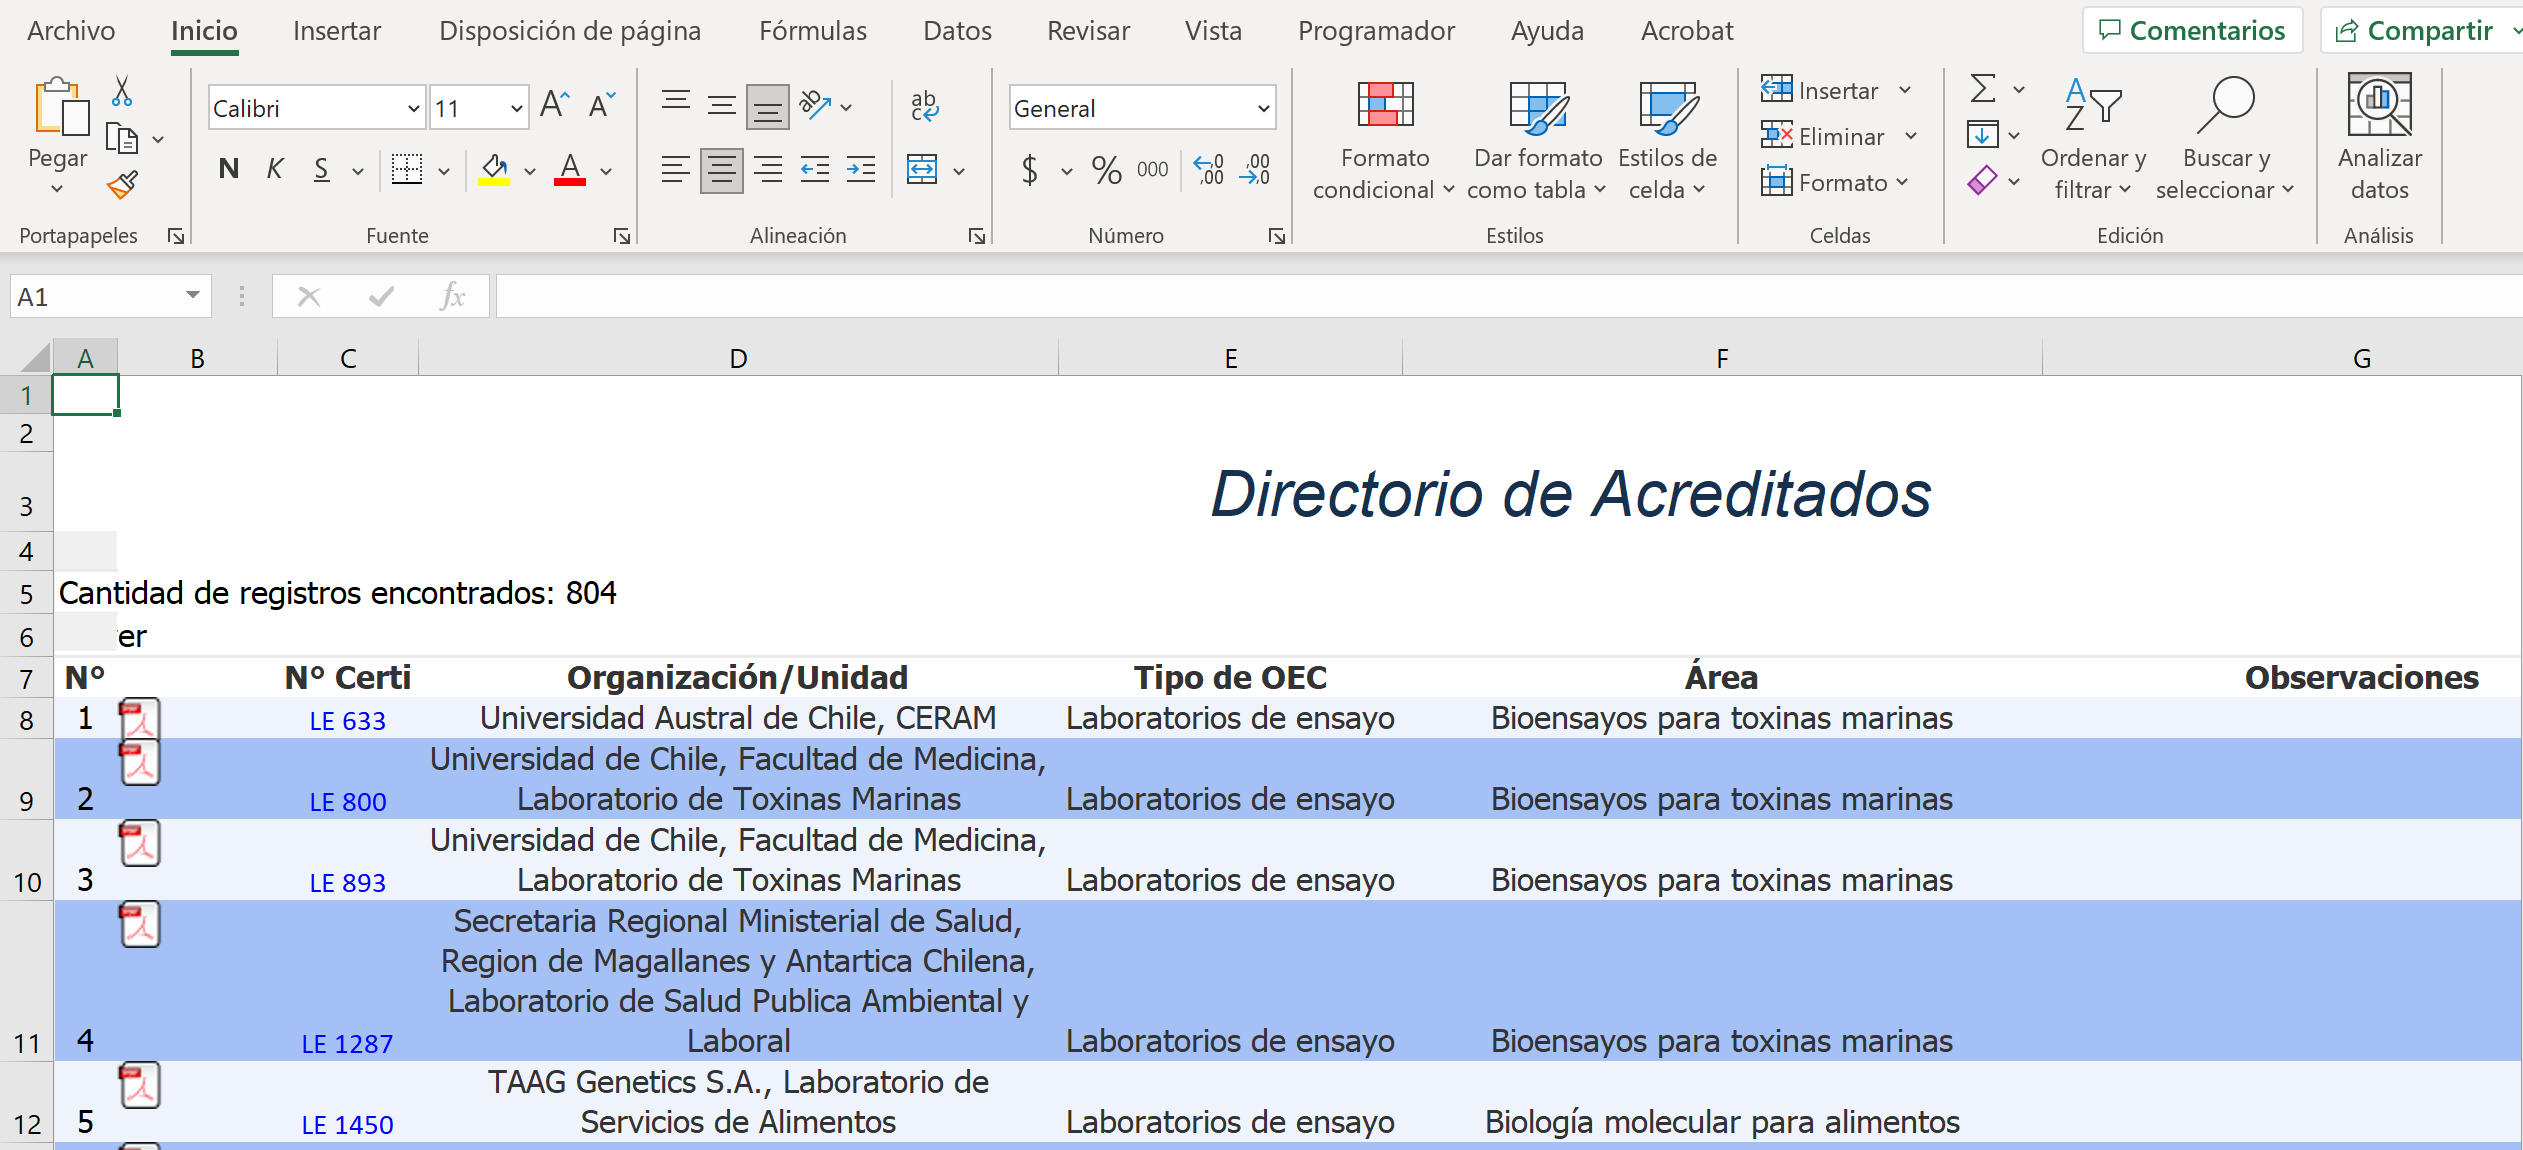 Archivo Inicio Insertar Disposición de página Fórmulas Datos Revisar Vista Programador Ayuda Acrobat Comentarios Compartir
Pegar
Portapapeles
Calibri 11
N K S A
Fuente
ab
c
Alineación
General
$ % 000 ,0 ,00 ,00 ,0
Número
Formato condicional
Dar formato como tabla
Estilos de celda
Estilos
Insertar
Eliminar
Formato
Celdas
Ordenar y filtrar
Buscar y seleccionar
Edición
Analizar datos
Análisis
A1 fx
A B C D E F G
1
2
3 Directorio de Acreditados
4
5 Cantidad de registros encontrados: 804
6 er
7 Nº Nº Certi Organización/Unidad Tipo de OEC Área Observaciones
8 1 LE 633 Universidad Austral de Chile, CERAM Laboratorios de ensayo Bioensayos para toxinas marinas
Universidad de Chile, Facultad de Medicina,
9 2 LE 800 Laboratorio de Toxinas Marinas Laboratorios de ensayo Bioensayos para toxinas marinas
Universidad de Chile, Facultad de Medicina,
10 3 LE 893 Laboratorio de Toxinas Marinas Laboratorios de ensayo Bioensayos para toxinas marinas
Secretaria Regional Ministerial de Salud,
Region de Magallanes y Antartica Chilena,
Laboratorio de Salud Publica Ambiental y
11 4 LE 1287 Laboral Laboratorios de ensayo Bioensayos para toxinas marinas
TAAG Genetics S.A., Laboratorio de
12 5 LE 1450 Servicios de Alimentos Laboratorios de ensayo Biología molecular para alimentos